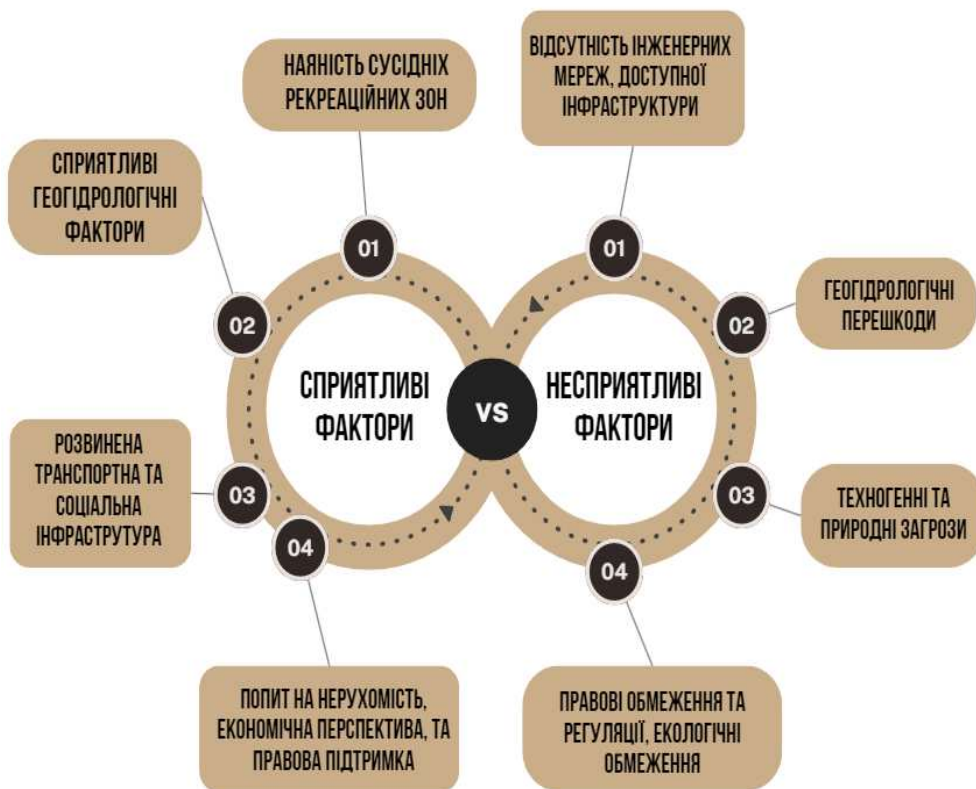 НАЯНІСТЬ СУСІДНІХ
РЕКРЕАЦІЙНИХ ЗОН
ВІДСУТНІСТЬ ІНЖЕНЕРНИХ
МЕРЕЖ, ДОСТУПНОЇ
ІНФРАСТРУКТУРИ
СПРИЯТЛИВІ
ГЕОГІДРОЛОГІЧНІ
ФАКТОРИ
01
01
02
02
ГЕОГІДРОЛОГІЧНІ
ПЕРЕШКОДИ
СПРИЯТЛИВІ
ФАКТОРИ
VS
НЕСПРИЯТЛИВІ
ФАКТОРИ
РОЗВИНЕНА
ТРАНСПОРТНА ТА
СОЦІАЛЬНА
ІНФРАСТРУТУРА
03
03
ТЕХНОГЕННІ ТА
ПРИРОДНІ ЗАГРОЗИ
04
04
ПОПИТ НА НЕРУХОМІСТЬ,
ЕКОНОМІЧНА ПЕРСПЕКТИВА, ТА
ПРАВОВА ПІДТРИМКА
ПРАВОВІ ОБМЕЖЕННЯ ТА
РЕГУЛЯЦІЇ, ЕКОЛОГІЧНІ
ОБМЕЖЕННЯ